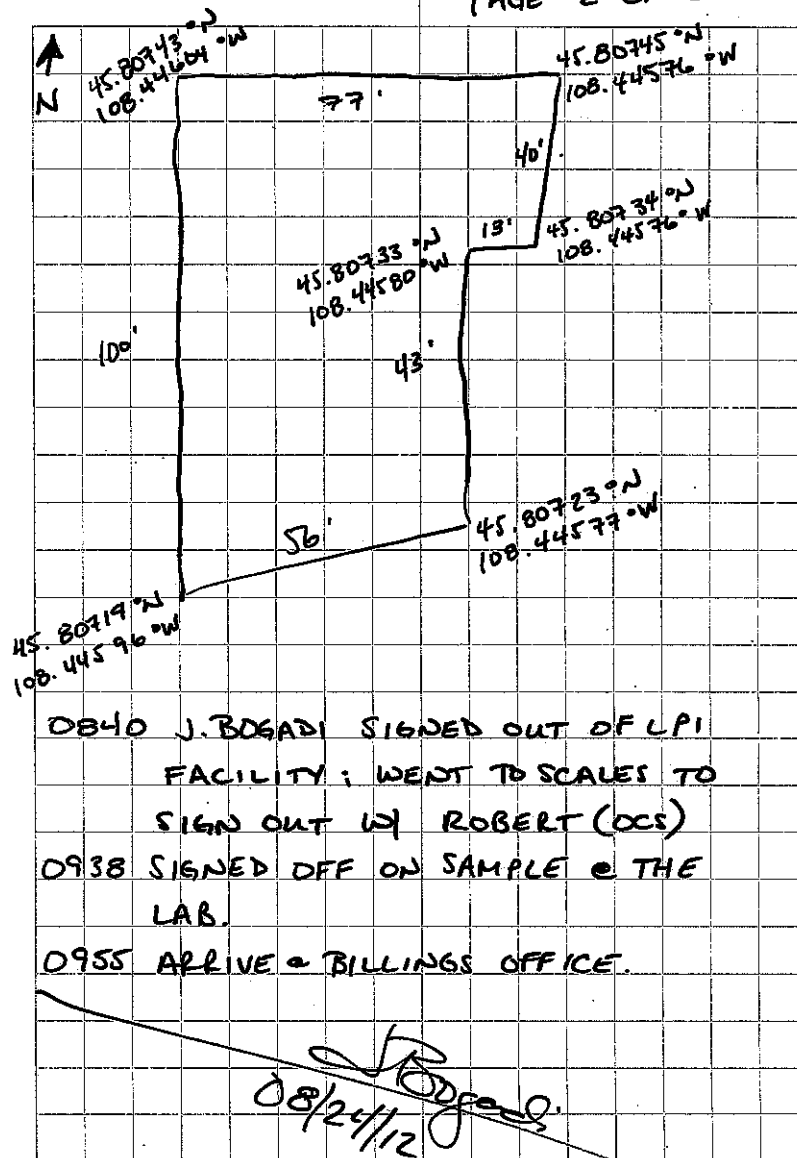 PAGE 2 OF
N
45.80743°N
108.44604°W
77'
45.80745°N
108.44576°W
40'
13'
45.80734°N
108.44576°W
45.80733°N
108.44580°W
100'
43'
45.80723°N
108.44577°W
56'
45.80719°N
108.44596°W
0840 J. BOGADI SIGNED OUT OF LPI
FACILITY; WENT TO SCALES TO
SIGN OUT W/ ROBERT (OCS)
0938 SIGNED OFF ON SAMPLE @ THE
LAB.
0955 ARRIVE @ BILLINGS OFFICE.
08/24/12